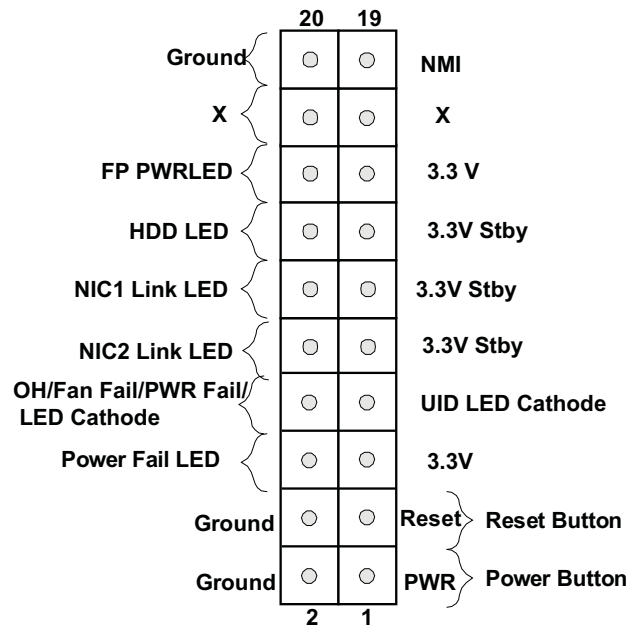 20 19
Ground NMI
X X
FP PWRLED 3.3 V
HDD LED 3.3V Stby
NIC1 Link LED 3.3V Stby
NIC2 Link LED 3.3V Stby
OH/Fan Fail/PWR Fail/
LED Cathode UID LED Cathode
Power Fail LED 3.3V
Ground Reset Reset Button
Ground PWR Power Button
2 1